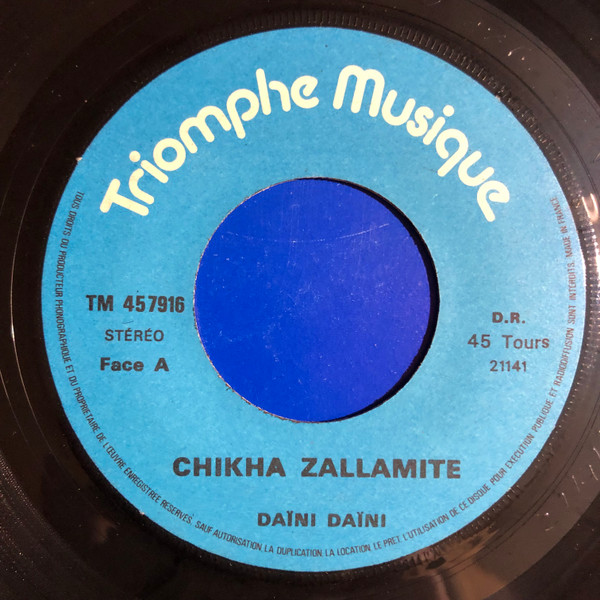 Triomphe Musique
TM 457916
STÉRÉO
Face A
D.R.
45 Tours
21141
CHIKHA ZALLAMITE
DAÏNI DAÏNI
TOUS DROITS DU PRODUCTEUR PHONOGRAPHIQUE ET DU PROPRIETAIRE DE L'ŒUVRE ENREGISTREE RESERVES. SAUF AUTORISATION LA DUPLICATION LA LOCATION LE PRET L'UTILISATION DE CE DISQUE POUR EXECUTION PUBLIQUE ET RADIODIFFUSION SONT INTERDITS. MADE IN FRANCE